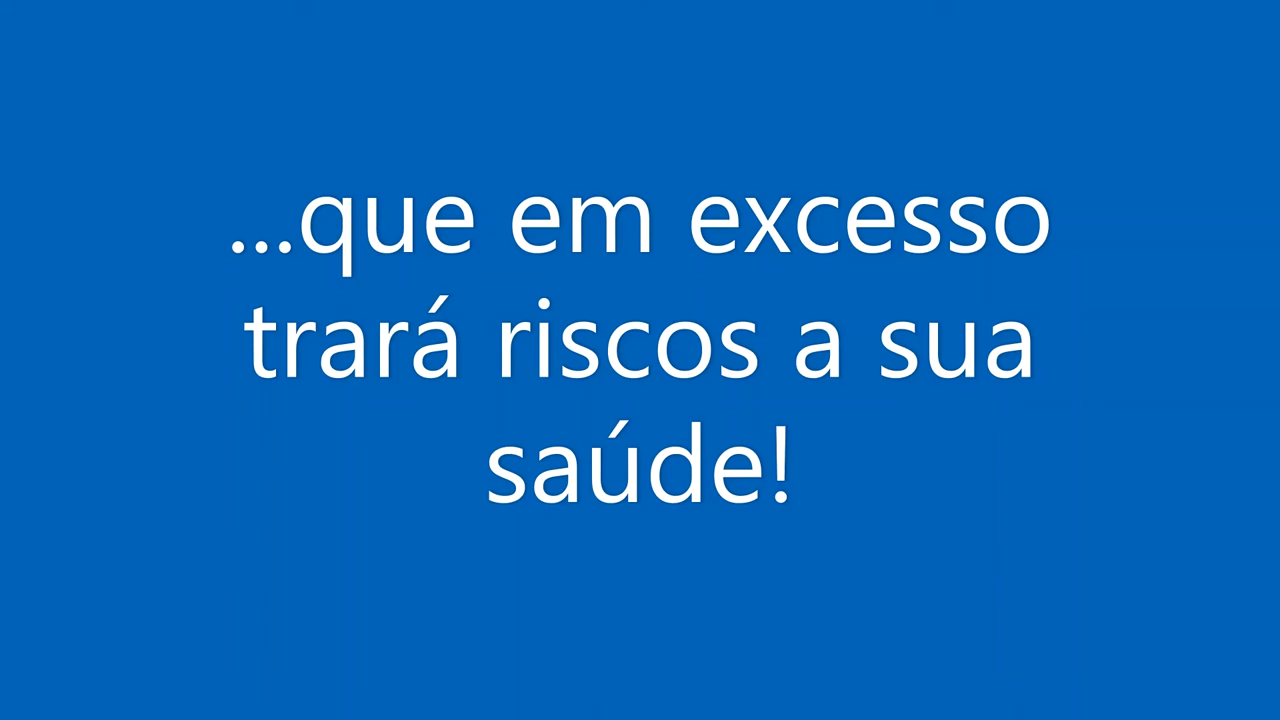 ...que em excesso
trará riscos a sua
saúde!